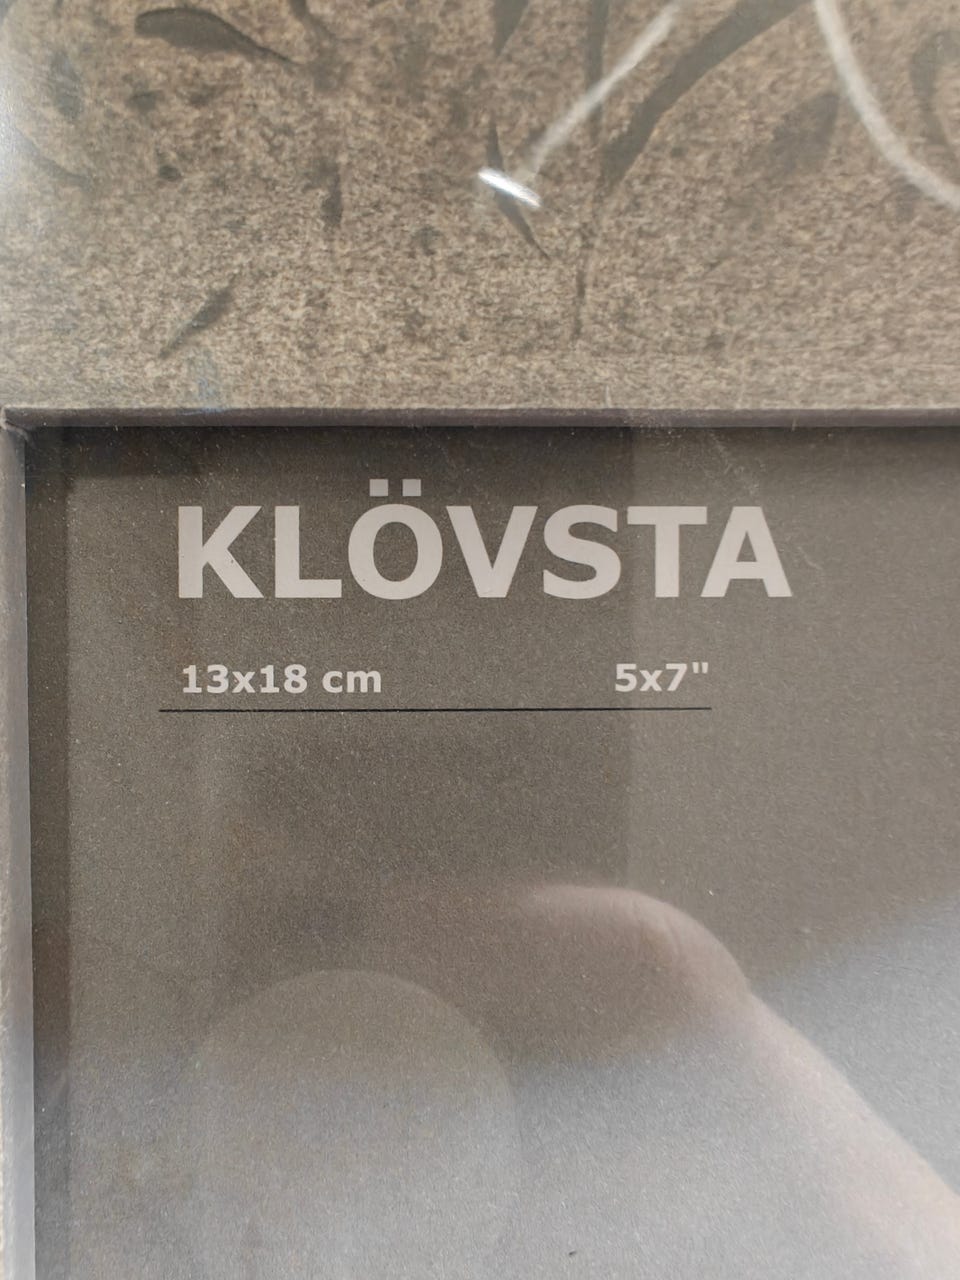 KLÖVSTA
13x18 cm 5x7"